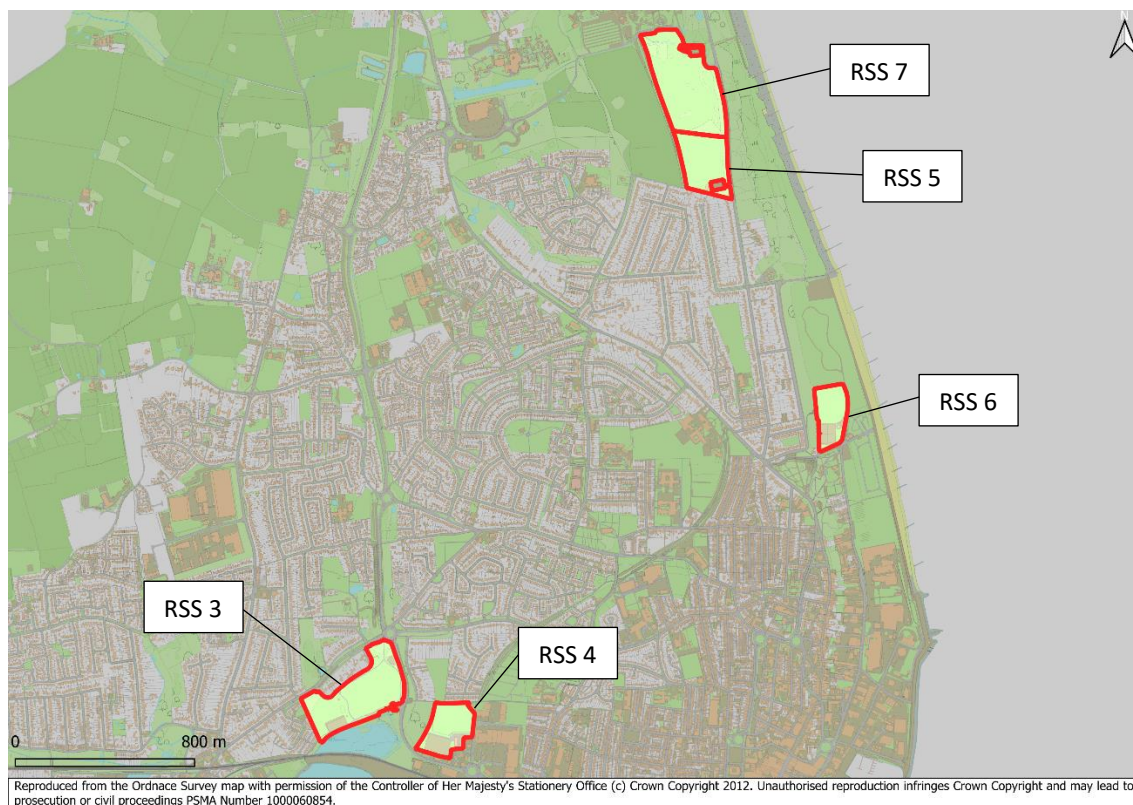 N
RSS 7
RSS 5
RSS 6
RSS 3
RSS 4
0
800 m
Reproduced from the Ordnace Survey map with permission of the Controller of Her Majesty's Stationery Office (c) Crown Copyright 2012. Unauthorised reproduction infringes Crown Copyright and may lead to
prosecution or civil proceedings PSMA Number 1000060854.